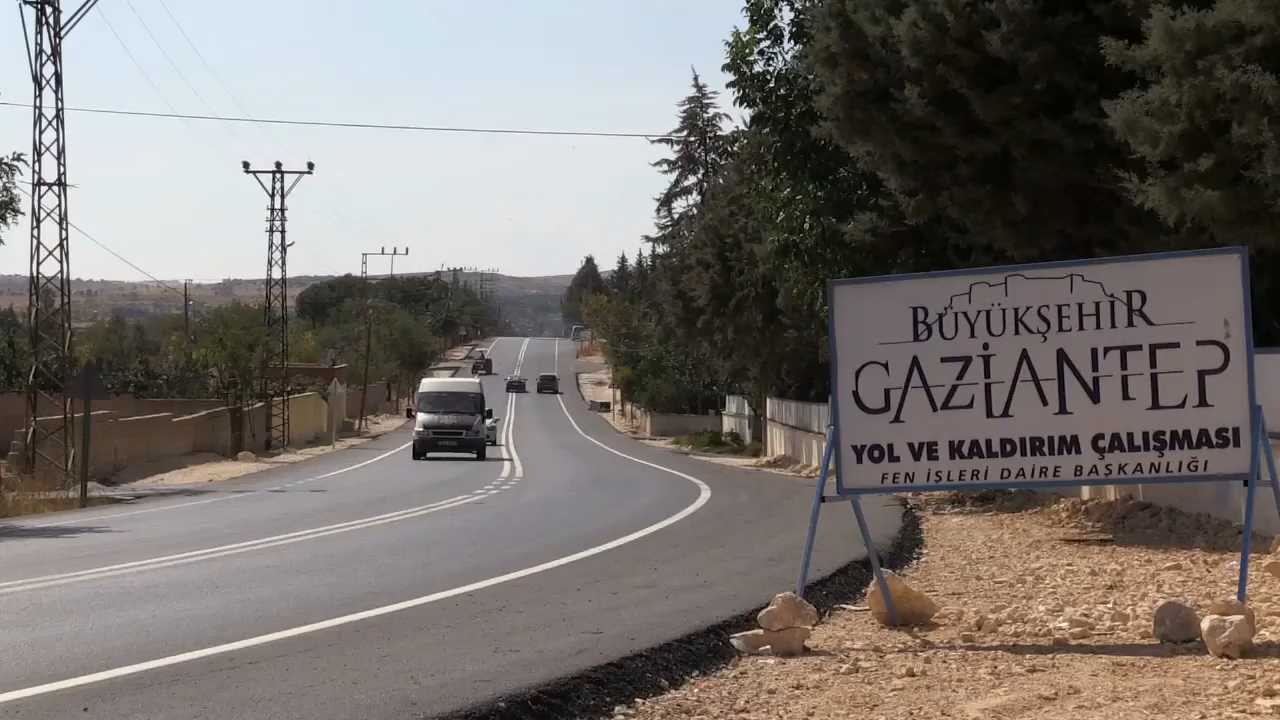 BÜYÜKŞEHİR
GAZİANTEP
YOL VE KALDIRIM ÇALIŞMASI
FEN İŞLERİ DAİRE BAŞKANLIĞI